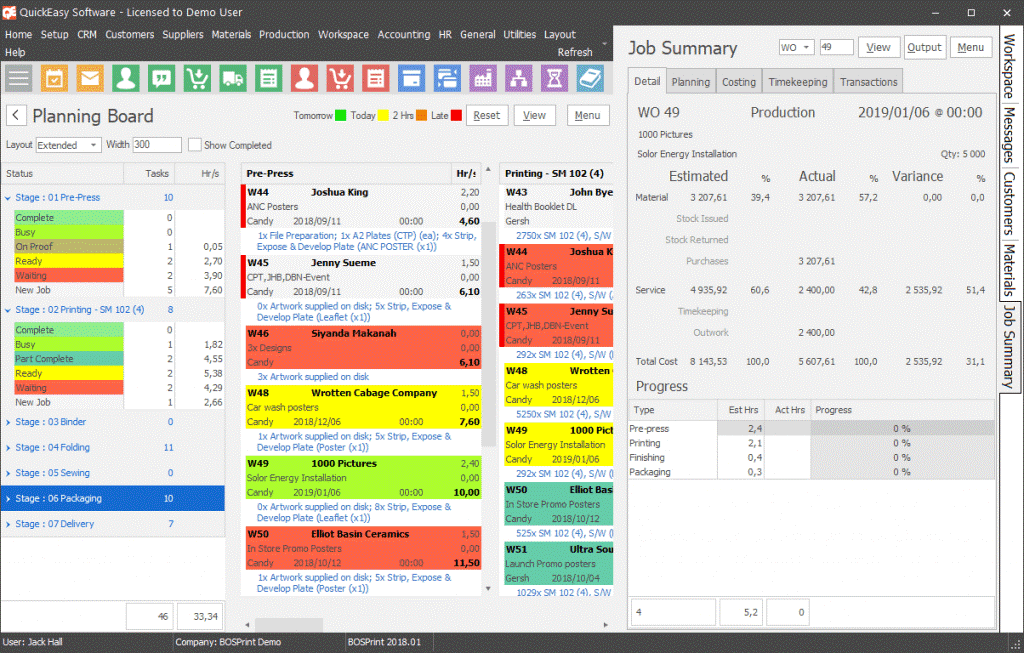 QuickEasy Software - Licensed to Demo User
Home Setup CRM Customers Suppliers Materials Production Workspace Accounting HR General Utilities Layout
Help Refresh
Planning Board
Tomorrow Today 2 Hrs Late Reset View Menu
Layout Extended Width 300 Show Completed
Status Tasks Hr/s
Stage : 01 Pre-Press 10
Complete 0
Busy 0
On Proof 1 0,05
Ready 2 2,70
Waiting 2 3,90
New Job 5 7,60
Stage : 02 Printing - SM 102 (4) 8
Complete 0
Busy 1 1,82
Part Complete 2 4,55
Ready 2 5,38
Waiting 2 4,29
New Job 1 2,66
Stage : 03 Binder 0
Stage : 04 Folding 11
Stage : 05 Sewing 0
Stage : 06 Packaging 10
Stage : 07 Delivery 7
46 33,34
Pre-Press Hr/s
W44 Joshua King 2,20
ANC Posters 0,00
Candy 2018/09/11 00:00 4,60
1x File Preparation; 1x A2 Plates (CTP) (ea); 4x Strip,
Expose & Develop Plate (ANC POSTER (x1))
W45 Jenny Sueme 1,50
CPT,JHB,DBN-Event 0,00
Candy 2018/09/11 00:00 6,10
0x Artwork supplied on disk; 5x Strip, Expose &
Develop Plate (Leaflet (x1))
W46 Siyanda Makanah 0,00
3x Designs 0,00
Candy 6,10
3x Artwork supplied on disk
W48 Wrotten Cabage Company 1,50
Car wash posters 0,00
Candy 2018/12/06 00:00 7,60
1x Artwork supplied on disk; 5x Strip, Expose &
Develop Plate (Poster (x1))
W49 1000 Pictures 2,40
Solor Energy Installation 0,00
Candy 2019/01/06 00:00 10,00
0x Artwork supplied on disk; 8x Strip, Expose &
Develop Plate (Leaflet (x1))
W50 Elliot Basin Ceramics 1,50
In Store Promo Posters 0,00
Candy 2018/10/12 00:00 11,50
1x Artwork supplied on disk; 5x Strip, Expose &
Develop Plate (Poster (x1))
Printing - SM 102 (4)
W43 John Bye
Health Booklet DL
Gersh
2750x SM 102 (4), S/W
W44 Joshua K
ANC Posters
Candy 2018/09/11
263x SM 102 (4), S/W (
W45 Jenny Su
CPT,JHB,DBN-Event
Candy 2018/09/11
292x SM 102 (4), S/W (
W48 Wrotten
Car wash posters
Candy 2018/12/06
5250x SM 102 (4), S/W
W49 1000 Pict
Solor Energy Installation
Candy 2019/01/06
292x SM 102 (4), S/W (
W50 Elliot Bas
In Store Promo Posters
Candy 2018/10/12
525x SM 102 (4), S/W (
W51 Ultra Sou
Launch Promo posters
Gersh 2018/10/04
1029x SM 102 (4), S/W
Job Summary WO 49 View Output Menu
Detail Planning Costing Timekeeping Transactions
WO 49 Production 2019/01/06 @ 00:00
1000 Pictures
Solor Energy Installation Qty: 5 000
Estimated % Actual % Variance %
Material 3 207,61 39,4 3 207,61 57,2 0,00 0,0
Stock Issued
Stock Returned
Purchases 3 207,61
Service 4 935,92 60,6 2 400,00 42,8 2 535,92 51,4
Timekeeping
Outwork 2 400,00
Total Cost 8 143,53 100,0 5 607,61 100,0 2 535,92 31,1
Progress
Type Est Hrs Act Hrs Progress
Pre-press 2,4 0 %
Printing 2,1 0 %
Finishing 0,4 0 %
Packaging 0,3 0 %
4 5,2 0
Workspace
Messages
Customers
Materials
Job Summary
User: Jack Hall Company: BOSPrint Demo BOSPrint 2018.01